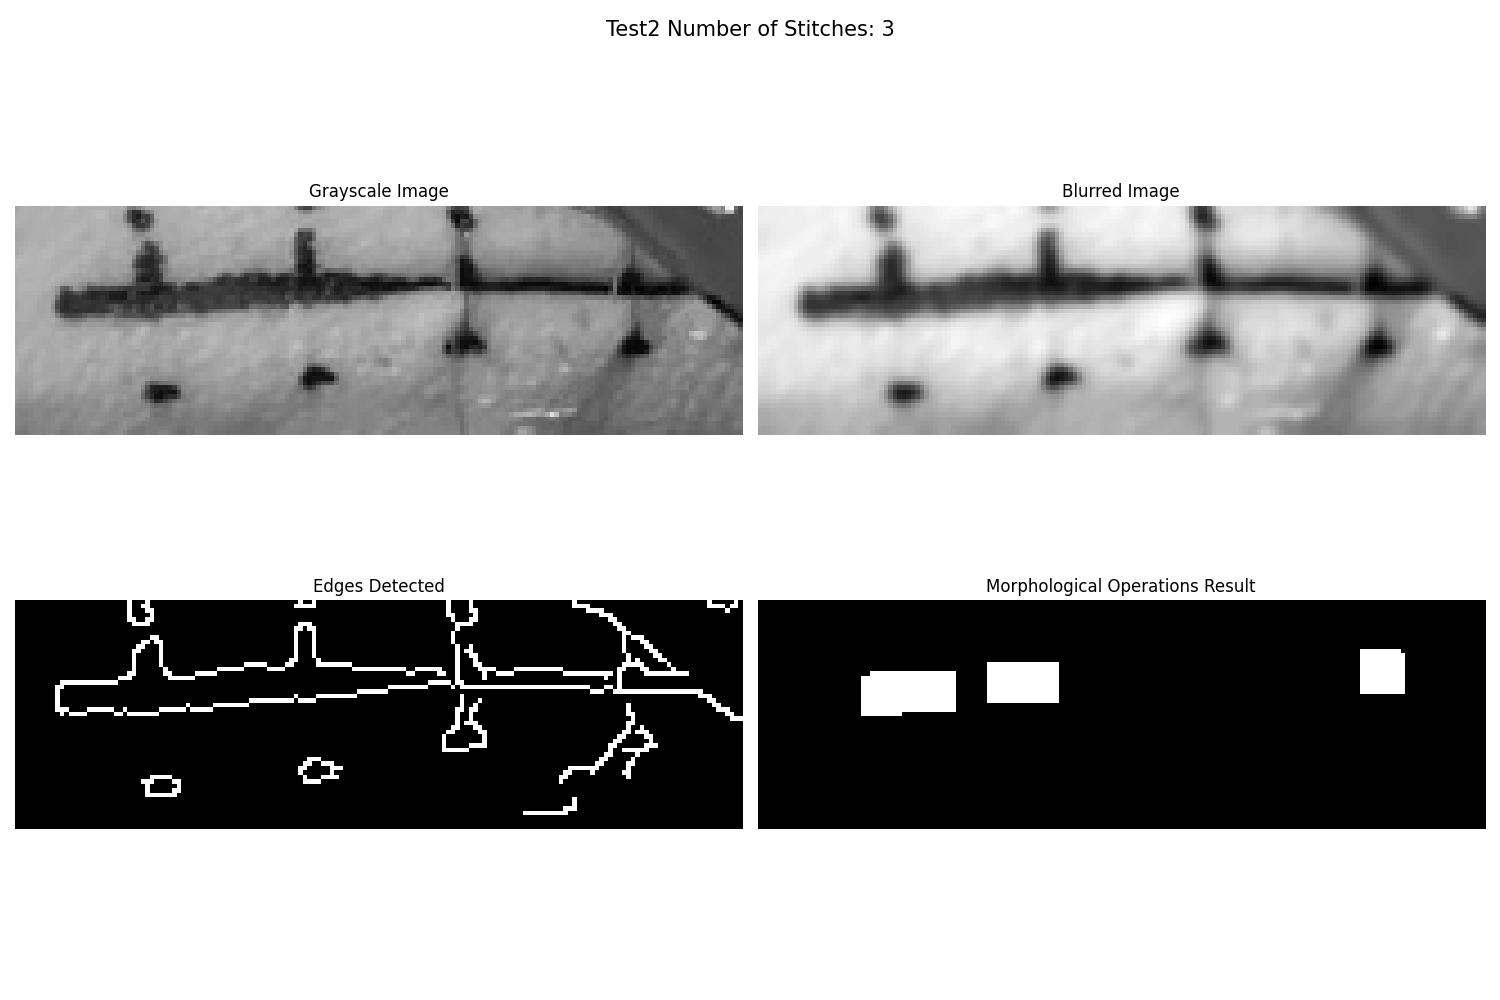 Test2 Number of Stitches: 3
Grayscale Image
Blurred Image
Edges Detected
Morphological Operations Result